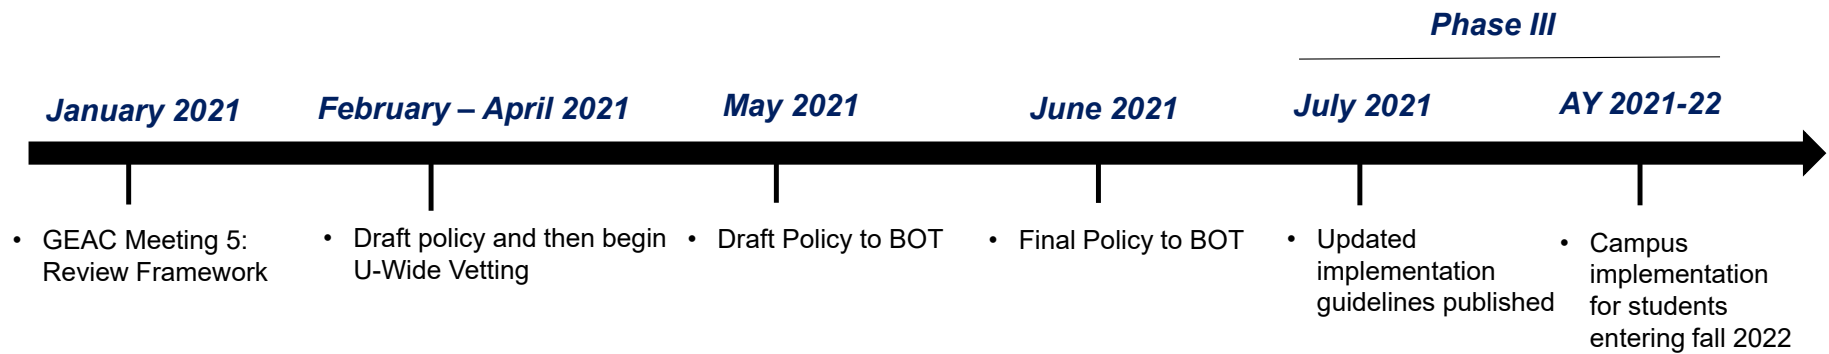 Phase III
January 2021
February – April 2021
May 2021
June 2021
July 2021
AY 2021-22
• GEAC Meeting 5:
Review Framework
• Draft policy and then begin
U-Wide Vetting
• Draft Policy to BOT
• Final Policy to BOT
• Updated
implementation
guidelines published
• Campus
implementation
for students
entering fall 2022